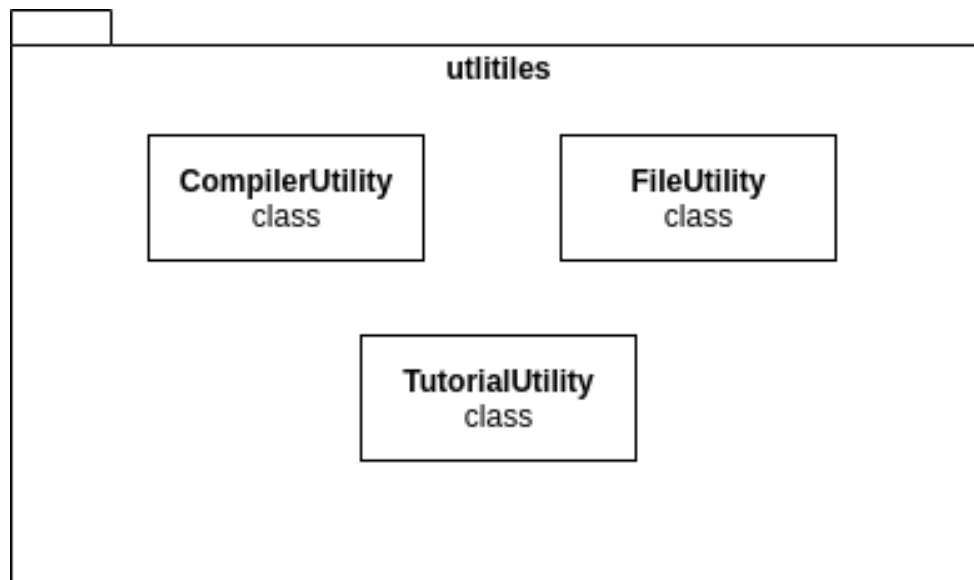 utlitiles
CompilerUtility
class
FileUtility
class
TutorialUtility
class